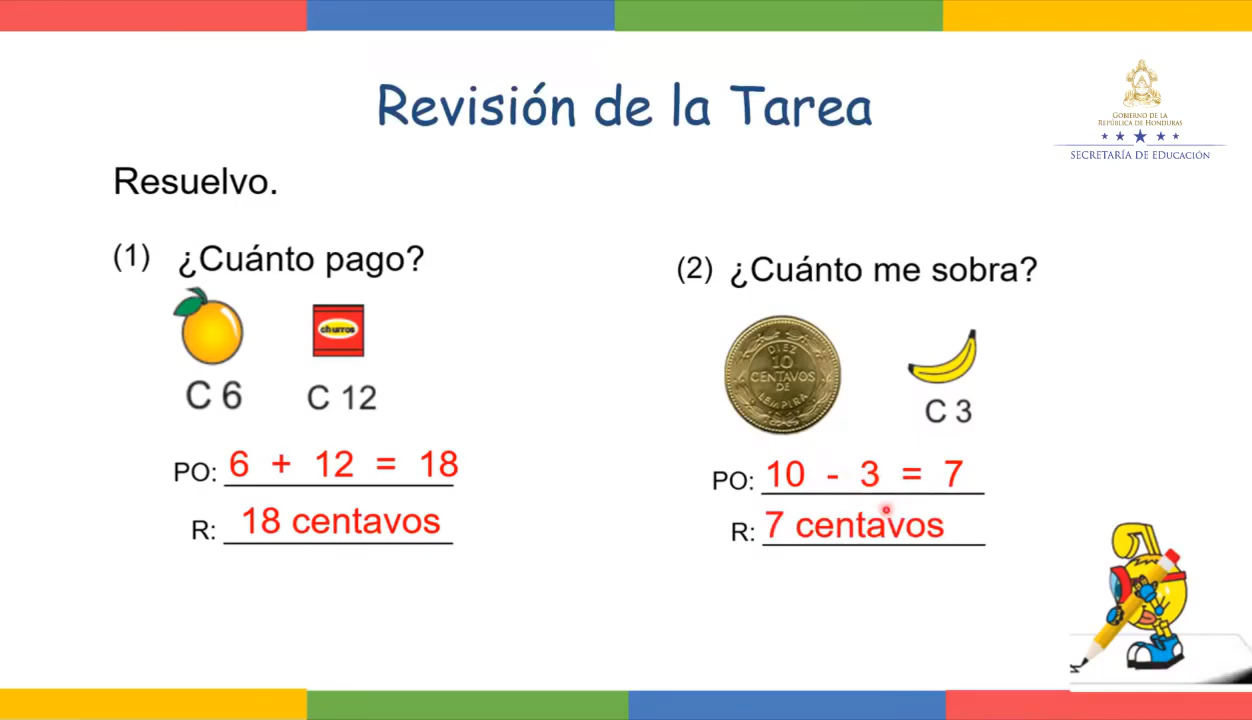 Revisión de la Tarea
GOBIERNO DE LA
REPÚBLICA DE HONDURAS
SECRETARÍA DE EDUCACIÓN
Resuelvo.
(1) ¿Cuánto pago?
churros
C 6 C 12
PO: 6 + 12 = 18
R: 18 centavos
(2) ¿Cuánto me sobra?
DIEZ
10
CENTAVOS
DE
LEMPIRA
C 3
PO: 10 - 3 = 7
R: 7 centavos